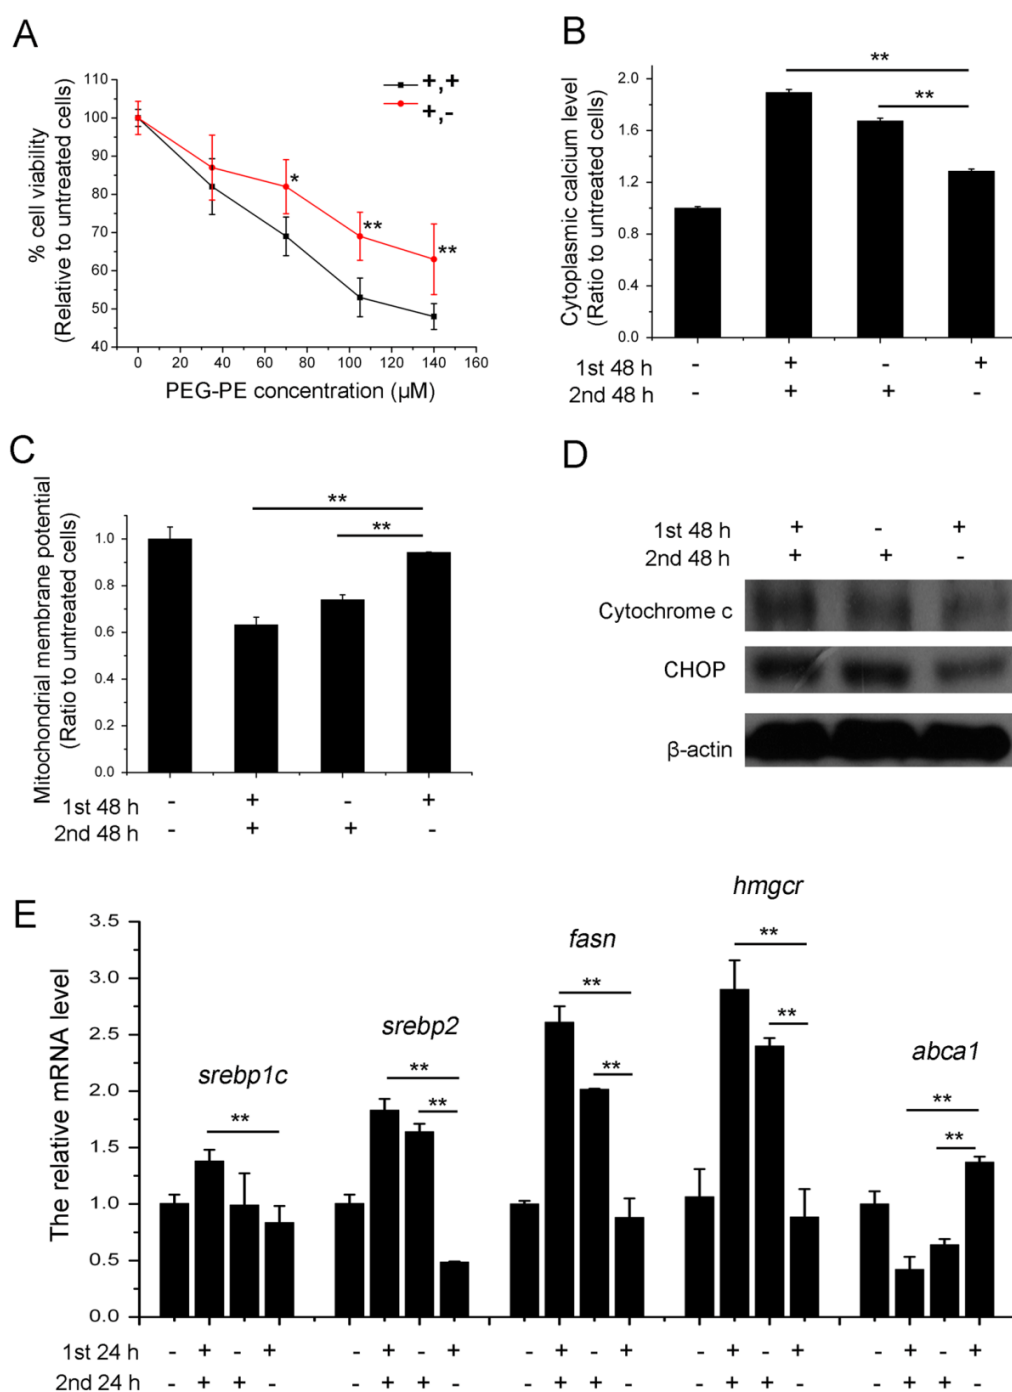 A
% cell viability
(Relative to untreated cells)
110
100
90
80
70
60
50
40
+,+
+,-
*
**
**
0 20 40 60 80 100 120 140 160
PEG-PE concentration (µM)
B
Cytoplasmic calcium level
(Ratio to untreated cells)
2.0
1.6
1.2
0.8
0.4
0.0
**
**
1st 48 h - + - +
2nd 48 h - + + -
C
Mitochondrial membrane potential
(Ratio to untreated cells)
1.0
0.8
0.6
0.4
0.2
0.0
**
**
1st 48 h - + - +
2nd 48 h - + + -
D
1st 48 h + - +
2nd 48 h + + -
Cytochrome c
CHOP
β-actin
E
The relative mRNA level
3.5
3.0
2.5
2.0
1.5
1.0
0.5
0.0
srebp1c
**
srebp2
**
**
fasn
**
**
hmgcr
**
**
abca1
**
**
1st 24 h - + - + - + - + - + - + - + - + - + - +
2nd 24 h - + + - - + + - - + + - - + + - - + + -